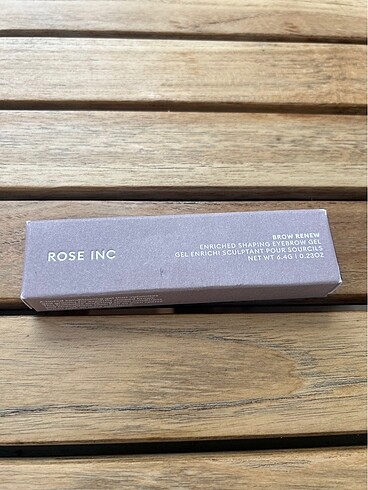 ROSE INC
BROW RENEW
ENRICHED SHAPING EYEBROW GEL
GEL ENRICHI SCULPTANT POUR SOURCILS
NET WT 6.4G | 0.23OZ